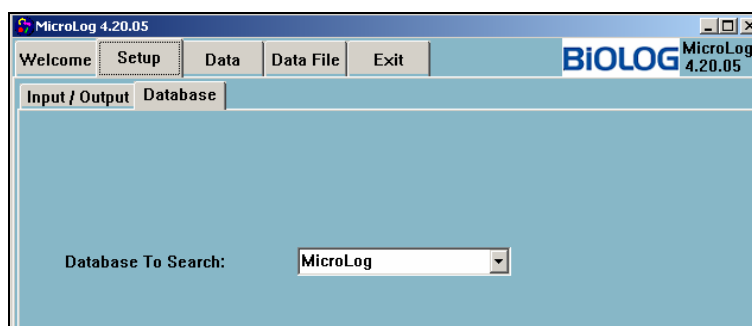 MicroLog 4.20.05
Welcome Setup Data Data File Exit BiOLOG MicroLog
4.20.05
Input / Output Database
Database To Search: MicroLog